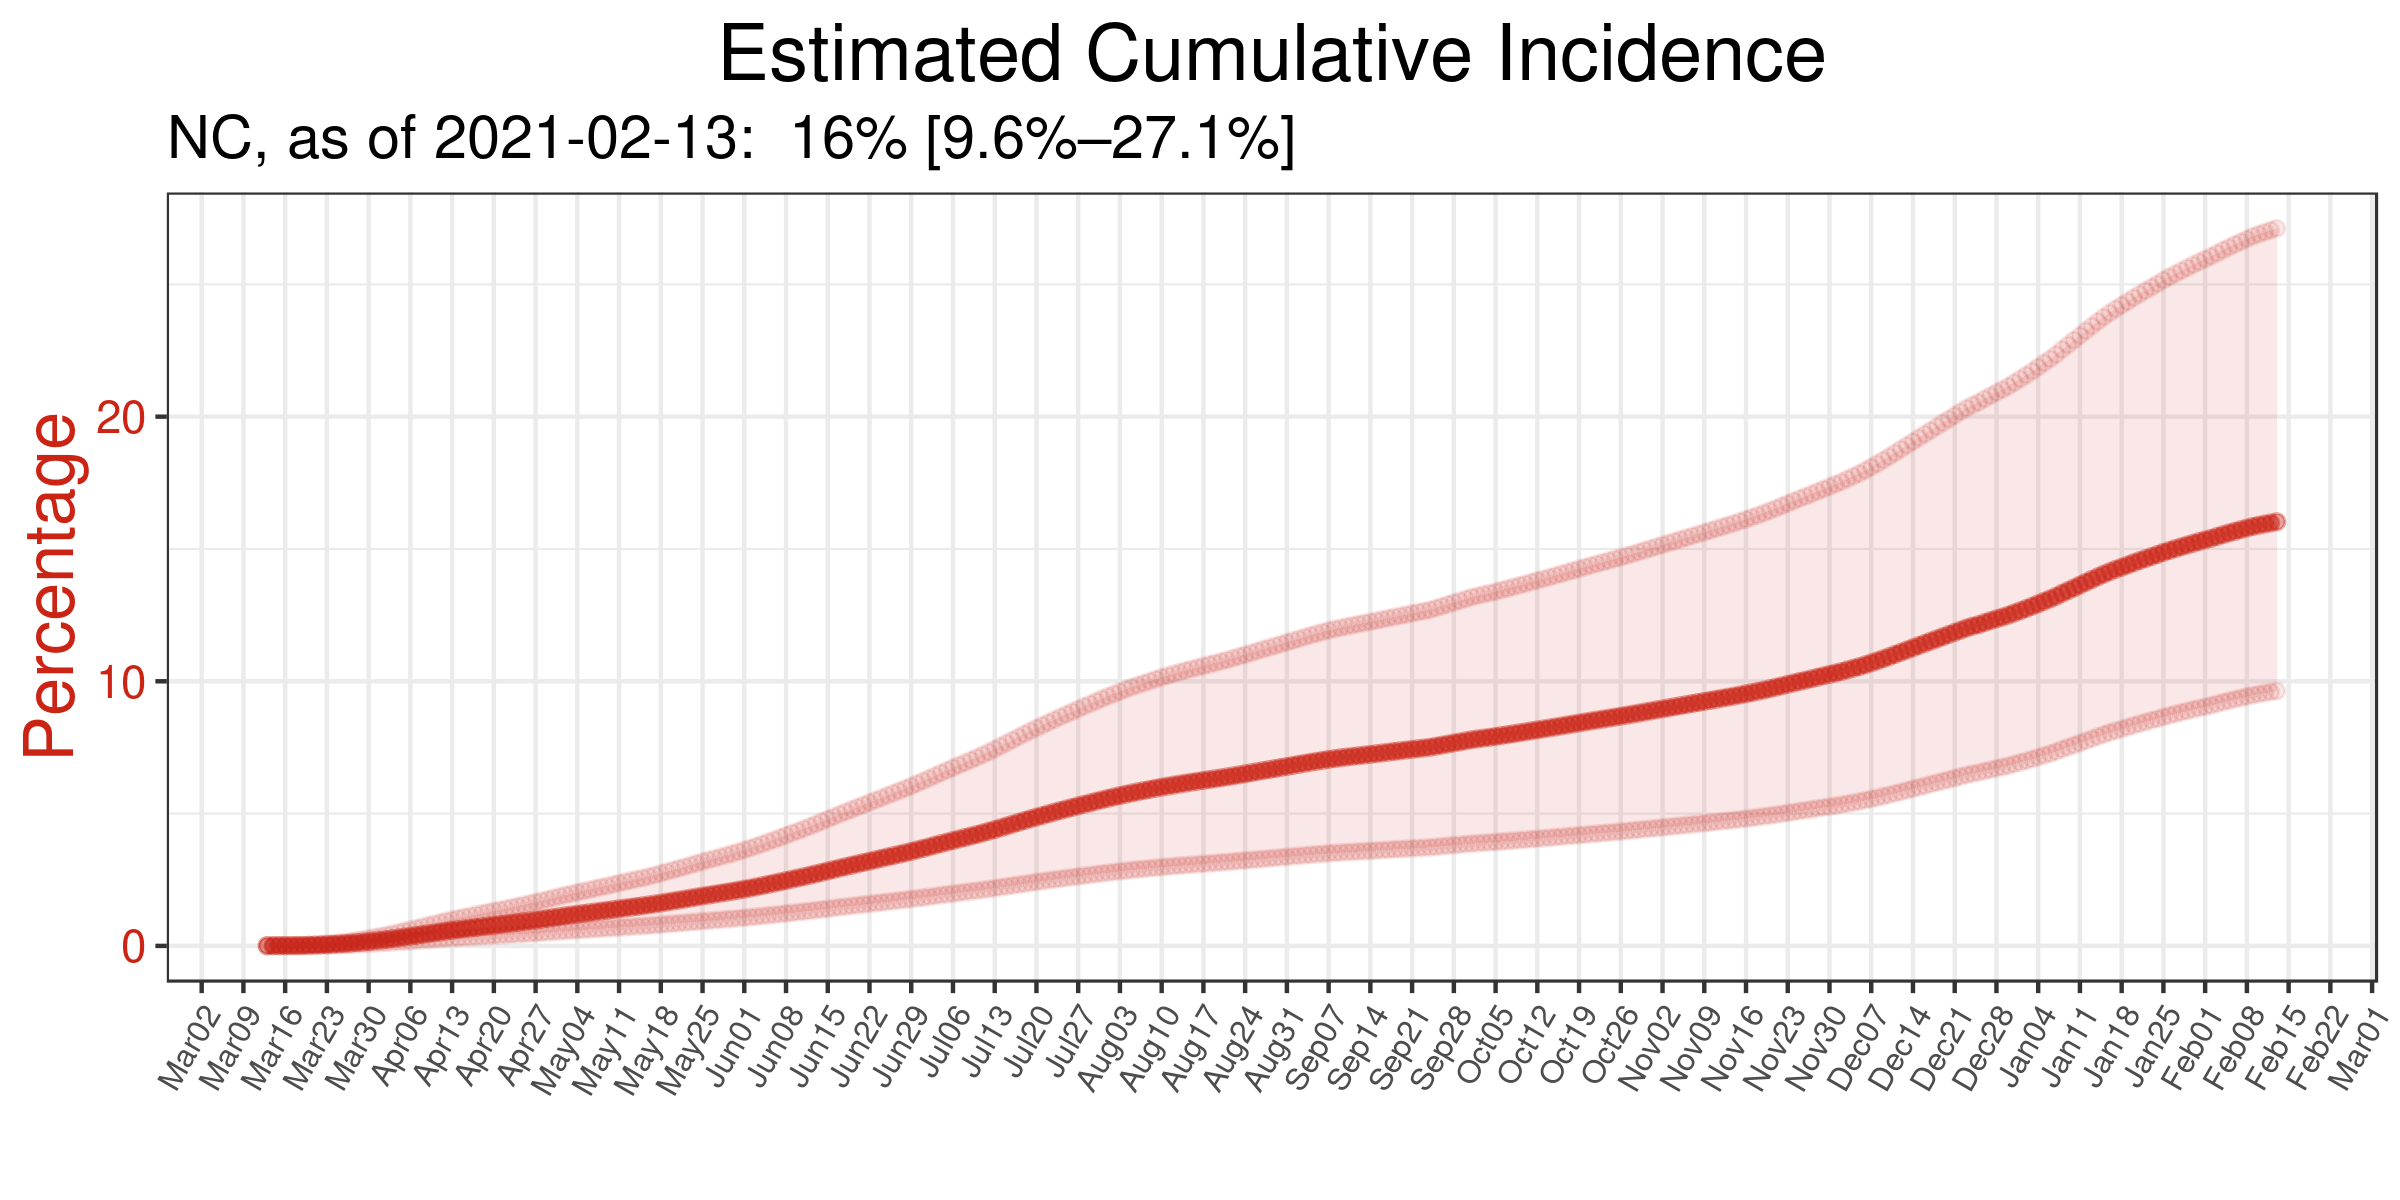 Estimated Cumulative Incidence
NC, as of 2021-02-13:  16% [9.6%–27.1%]
Percentage
20
10
0
Mar02
Mar09
Mar16
Mar23
Mar30
Apr06
Apr13
Apr20
Apr27
May04
May11
May18
May25
Jun01
Jun08
Jun15
Jun22
Jun29
Jul06
Jul13
Jul20
Jul27
Aug03
Aug10
Aug17
Aug24
Aug31
Sep07
Sep14
Sep21
Sep28
Oct05
Oct12
Oct19
Oct26
Nov02
Nov09
Nov16
Nov23
Nov30
Dec07
Dec14
Dec21
Dec28
Jan04
Jan11
Jan18
Jan25
Feb01
Feb08
Feb15
Feb22
Mar01